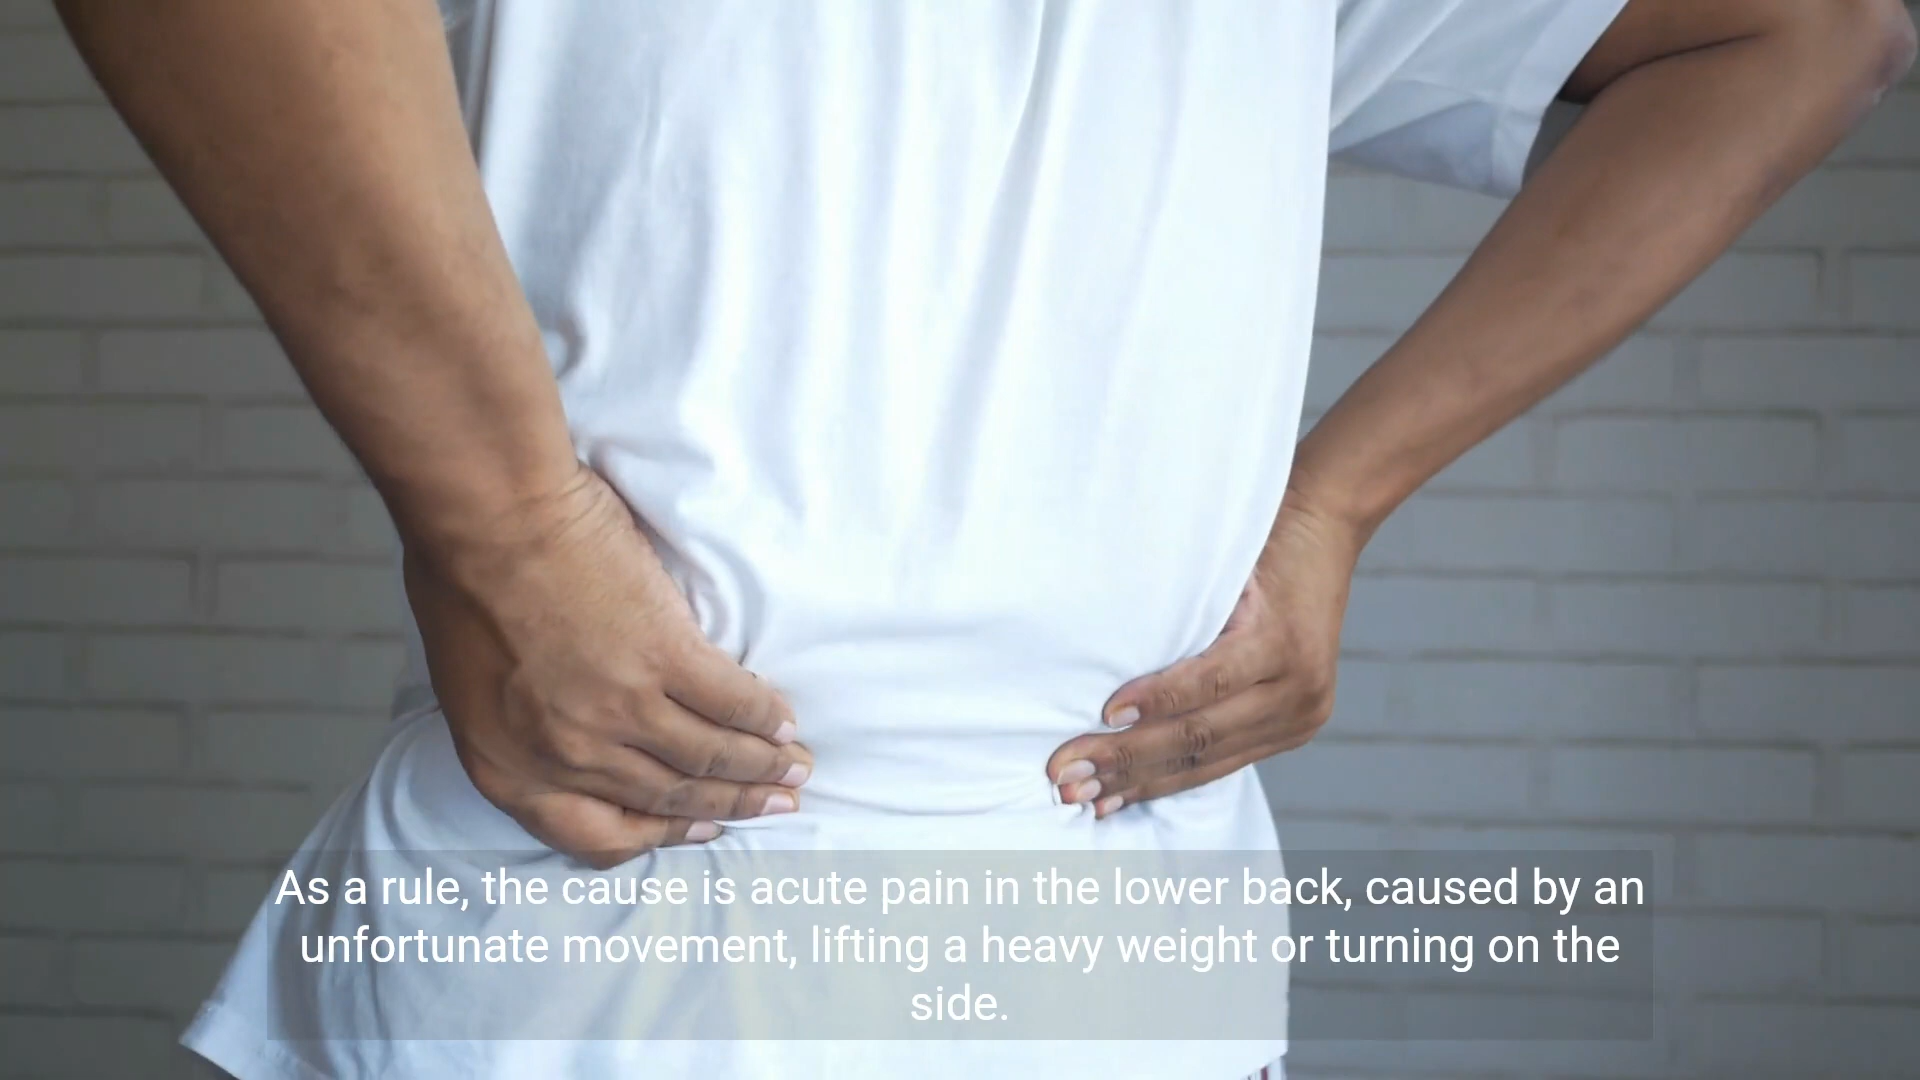 As a rule, the cause is acute pain in the lower back, caused by an
unfortunate movement, lifting a heavy weight or turning on the
side.